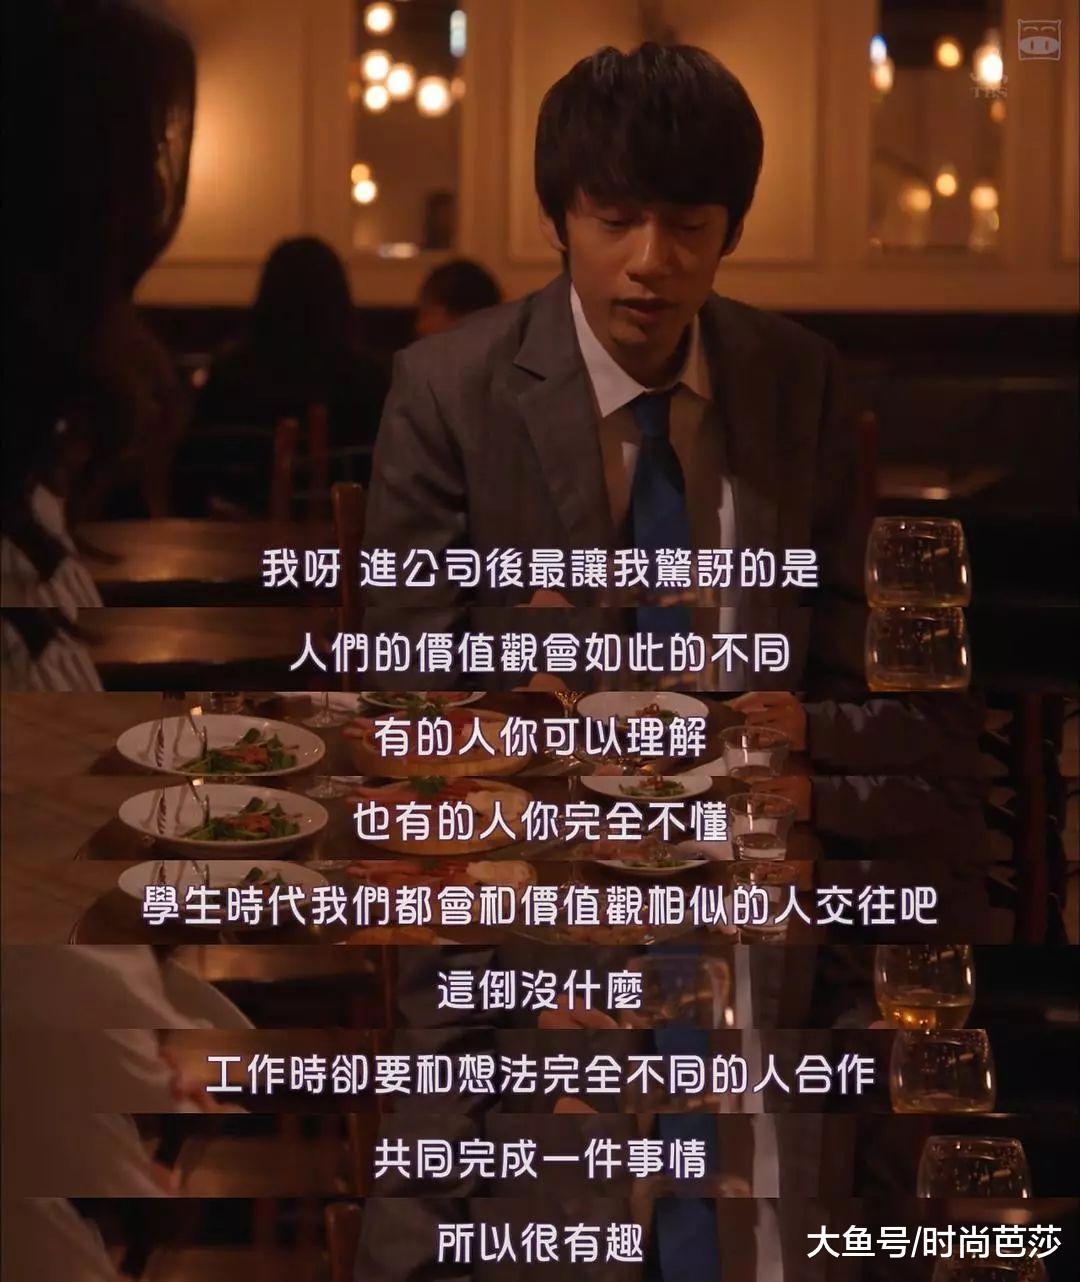 TBS
我呀 進公司後最讓我驚訝的是
人們的價值觀會如此的不同
有的人你可以理解
也有的人你完全不懂
學生時代我們都會和價值觀相似的人交往吧
這倒沒什麼
工作時卻要和想法完全不同的人合作
共同完成一件事情
所以很有趣
大鱼号/时尚芭莎